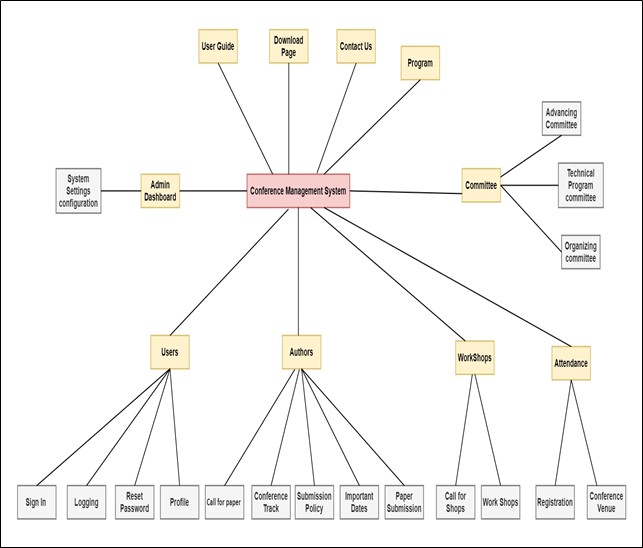 User Guide
Download
Page
Contact Us
Program
Advancing
Committee
System
Settings
configuration
Admin
Dashboard
Conference Management System
Committee
Technical
Program
committee
Organizing
committee
Users
Authors
WorkShops
Attendance
Sign In
Logging
Reset
Password
Profile
Call for paper
Conference
Track
Submission
Policy
Important
Dates
Paper
Submission
Call for
Shops
Work Shops
Registration
Conference
Venue